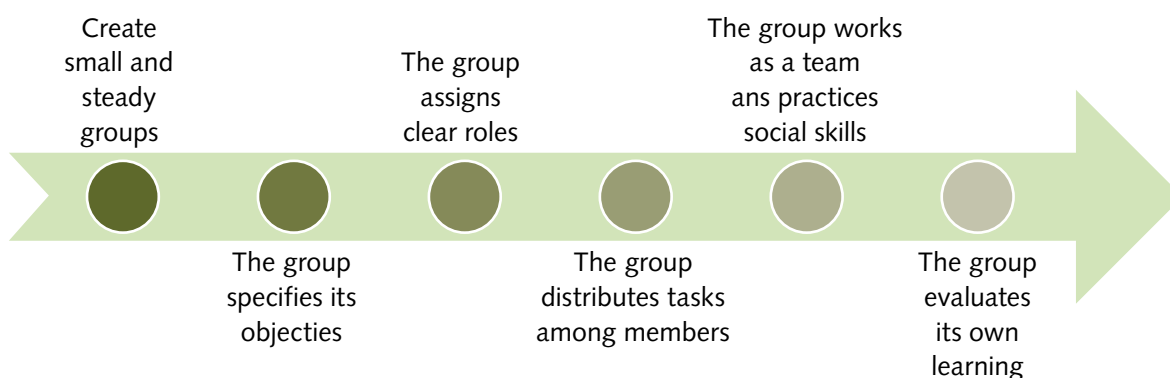 Create
small and
steady
groups
The group
specifies its
objecties
The group
assigns
clear roles
The group
distributes tasks
among members
The group works
as a team
ans practices
social skills
The group
evaluates
its own
learning